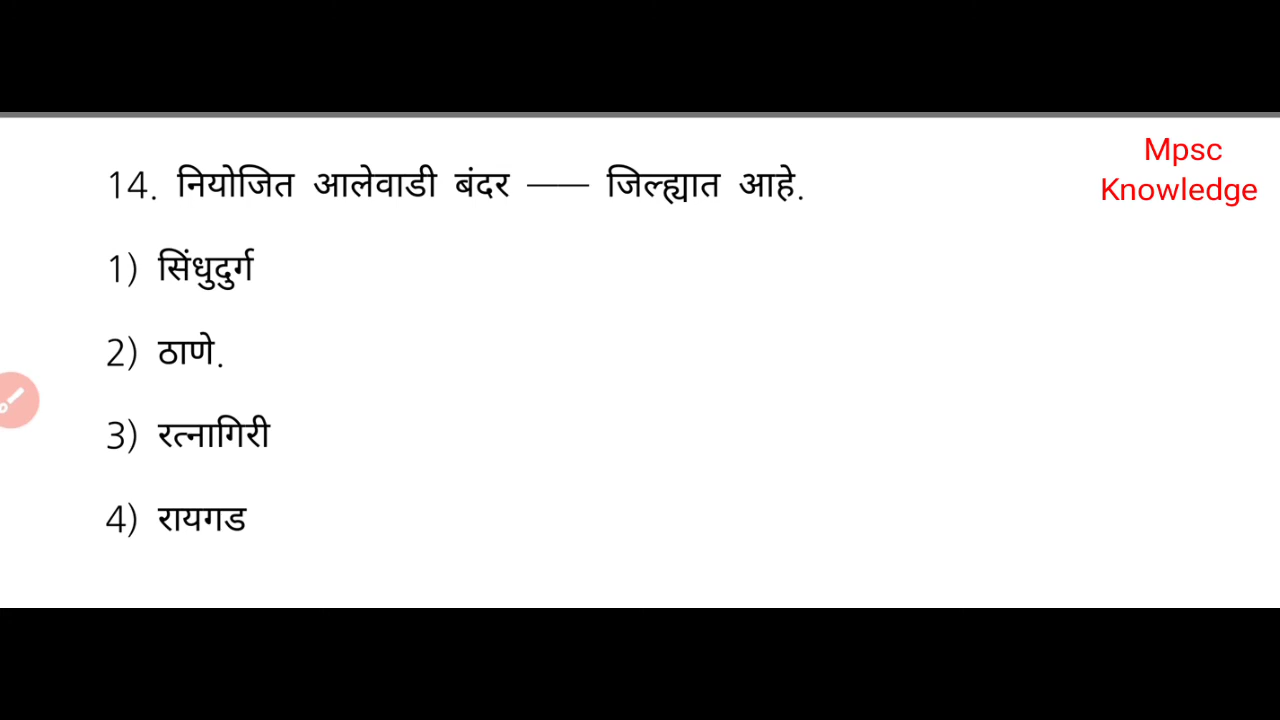 Mpsc
Knowledge
14. नियोजित आलेवाडी बंदर —— जिल्ह्यात आहे.
1) सिंधुदुर्ग
2) ठाणे.
3) रत्नागिरी
4) रायगड